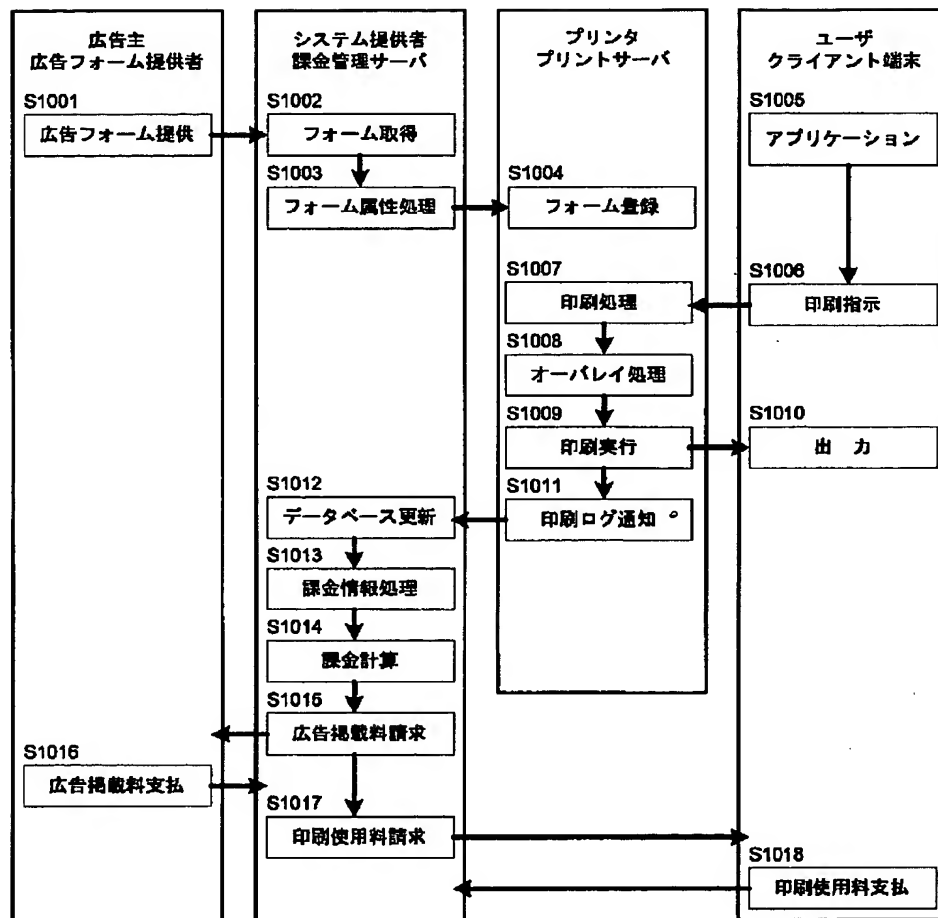 広告主
広告フォーム提供者
システム提供者
課金管理サーバ
プリンタ
プリントサーバ
ユーザ
クライアント端末
S1001
広告フォーム提供
S1002
フォーム取得
S1003
フォーム属性処理
S1004
フォーム登録
S1005
アプリケーション
S1006
印刷指示
S1007
印刷処理
S1008
オーバレイ処理
S1009
印刷実行
S1010
出 力
S1011
印刷ログ通知
S1012
データベース更新
S1013
課金情報処理
S1014
課金計算
S1015
広告掲載料請求
S1016
広告掲載料支払
S1017
印刷使用料請求
S1018
印刷使用料支払